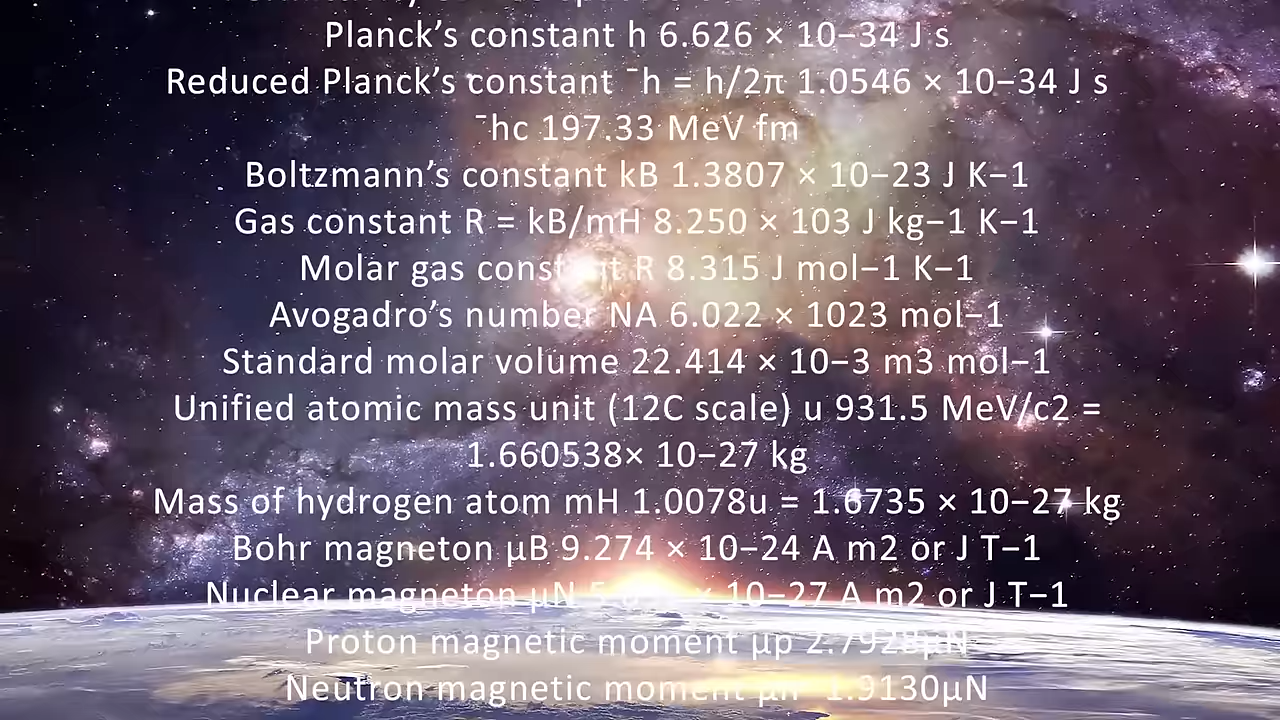 Planck’s constant h 6.626 × 10−34 J s
Reduced Planck’s constant ¯h = h/2π 1.0546 × 10−34 J s
¯hc 197.33 MeV fm
Boltzmann’s constant kB 1.3807 × 10−23 J K−1
Gas constant R = kB/mH 8.250 × 103 J kg−1 K−1
Molar gas constant R 8.315 J mol−1 K−1
Avogadro’s number NA 6.022 × 1023 mol−1
Standard molar volume 22.414 × 10−3 m3 mol−1
Unified atomic mass unit (12C scale) u 931.5 MeV/c2 =
1.660538× 10−27 kg
Mass of hydrogen atom mH 1.0078u = 1.6735 × 10−27 kg
Bohr magneton μB 9.274 × 10−24 A m2 or J T−1
Nuclear magneton μN × 10−27 A m2 or J T−1
Proton magnetic moment μp 2.7928μN
Neutron magnetic moment μn 1.9130μN